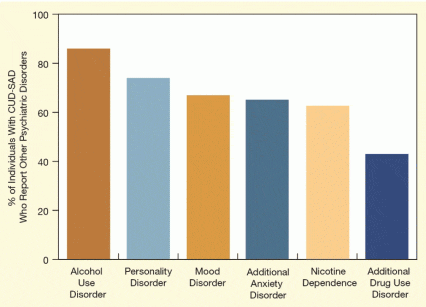 % of Individuals With CUD-SAD
Who Report Other Psychiatric Disorders
100
80
60
40
20
0
Alcohol
Use
Disorder
Personality
Disorder
Mood
Disorder
Additional
Anxiety
Disorder
Nicotine
Dependence
Additional
Drug Use
Disorder